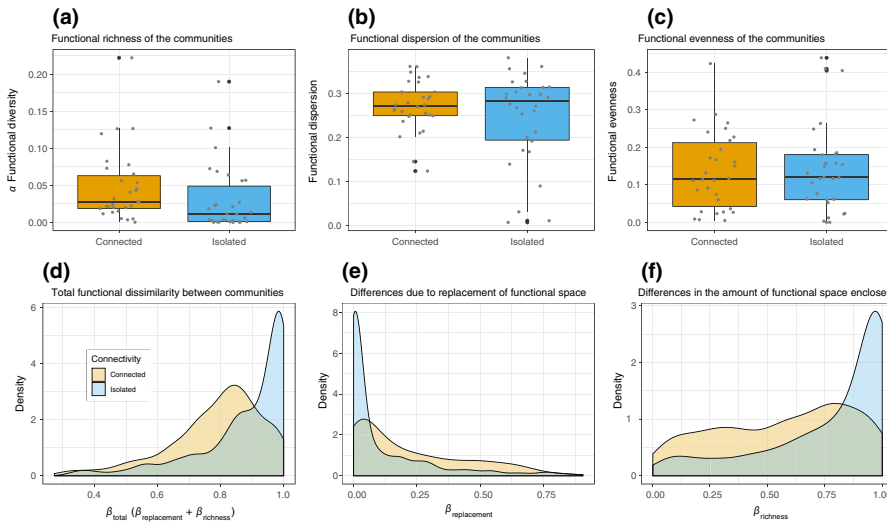 (a)
Functional richness of the communities
α Functional diversity
0.20
0.15
0.10
0.05
0.00
Connected
Isolated
(b)
Functional dispersion of the communities
Functional dispersion
0.3
0.2
0.1
0.0
Connected
Isolated
(c)
Functional evenness of the communities
Functional evenness
0.4
0.3
0.2
0.1
0.0
Connected
Isolated
(d)
Total functional dissimilarity between communities
Density
6
4
2
0
Connectivity
Connected
Isolated
0.4
0.6
0.8
1.0
βtotal (βreplacement + βrichness)
(e)
Differences due to replacement of functional space
Density
8
6
4
2
0
0.00
0.25
0.50
0.75
βreplacement
(f)
Differences in the amount of functional space enclose
Density
3
2
1
0
0.00
0.25
0.50
0.75
1.00
βrichness